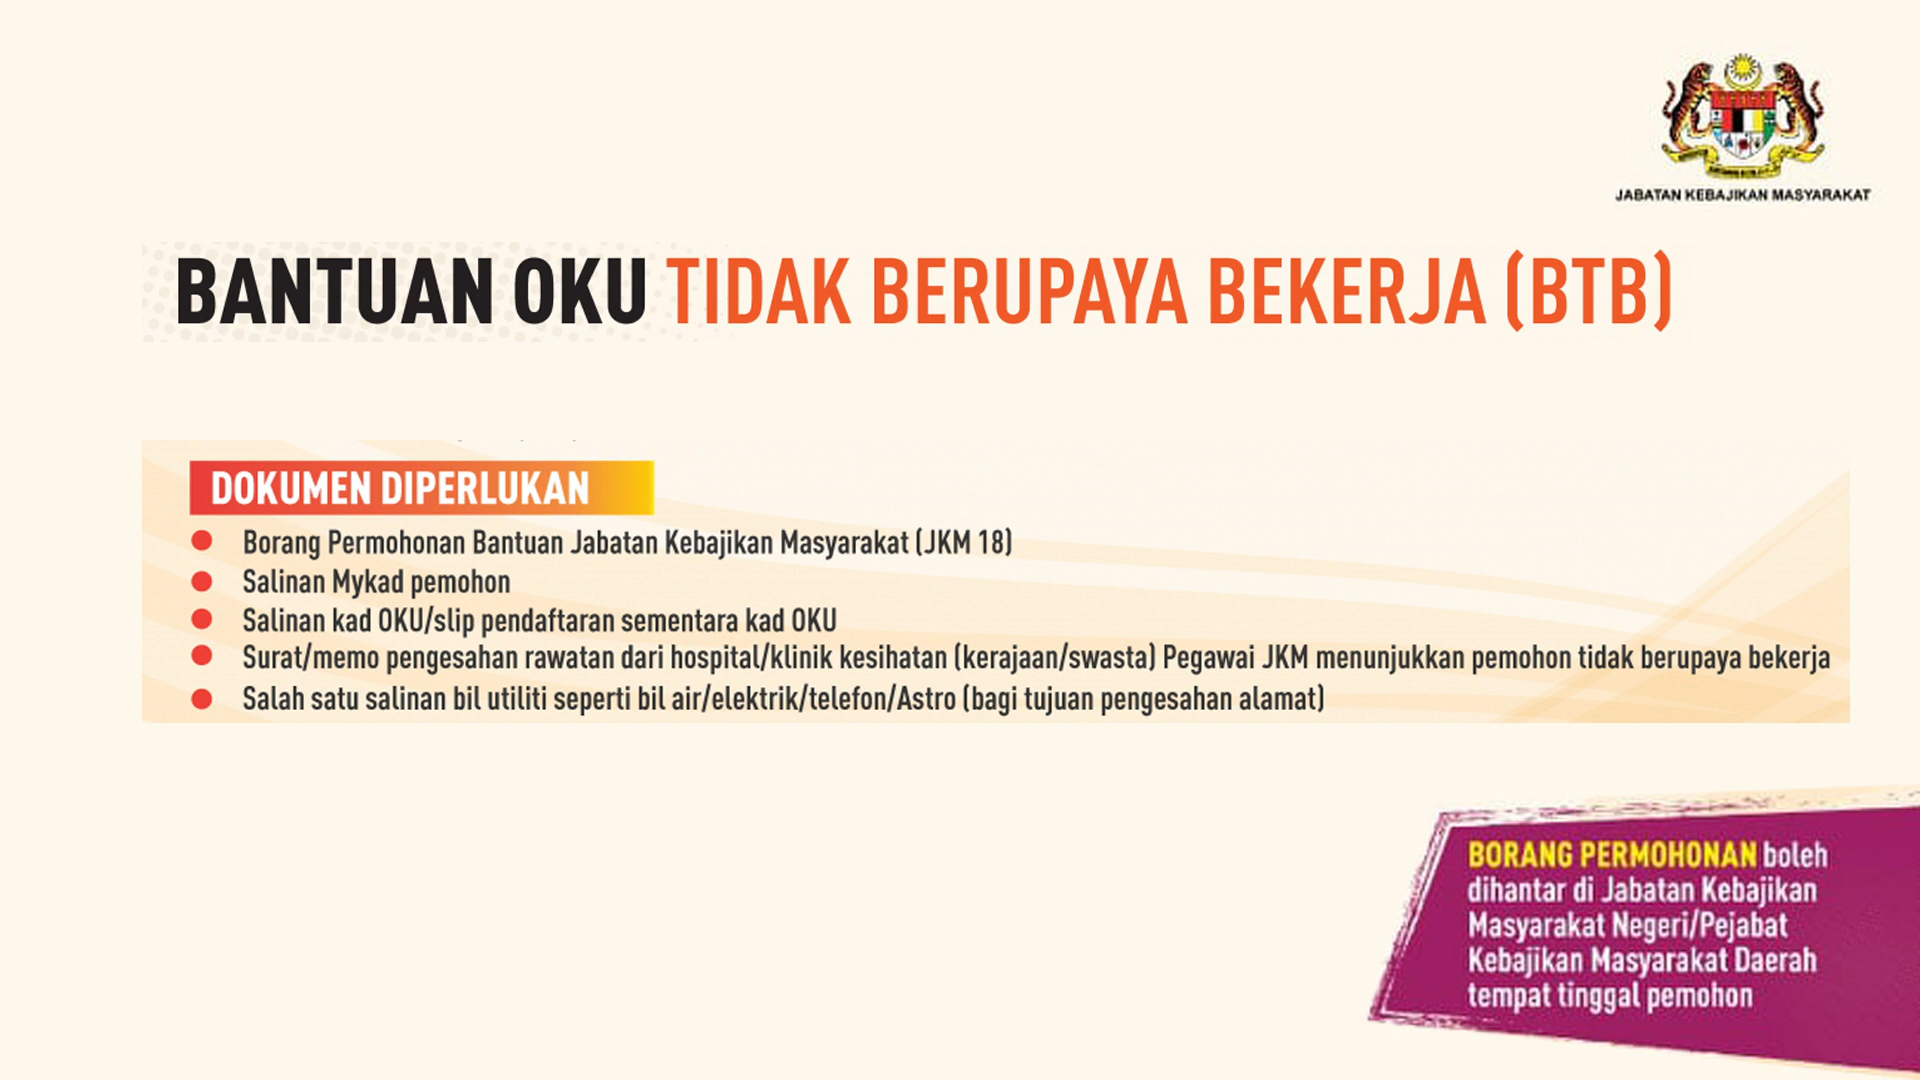 JABATAN KEBAJIKAN MASYARAKAT
BANTUAN OKU TIDAK BERUPAYA BEKERJA (BTB)
DOKUMEN DIPERLUKAN
Borang Permohonan Bantuan Jabatan Kebajikan Masyarakat (JKM 18)
Salinan Mykad pemohon
Salinan kad OKU/slip pendaftaran sementara kad OKU
Surat/memo pengesahan rawatan dari hospital/klinik kesihatan (kerajaan/swasta) Pegawai JKM menunjukkan pemohon tidak berupaya bekerja
Salah satu salinan bil utiliti seperti bil air/elektrik/telefon/Astro (bagi tujuan pengesahan alamat)
BORANG PERMOHONAN boleh
dihantar di Jabatan Kebajikan
Masyarakat Negeri/Pejabat
Kebajikan Masyarakat Daerah
tempat tinggal pemohon